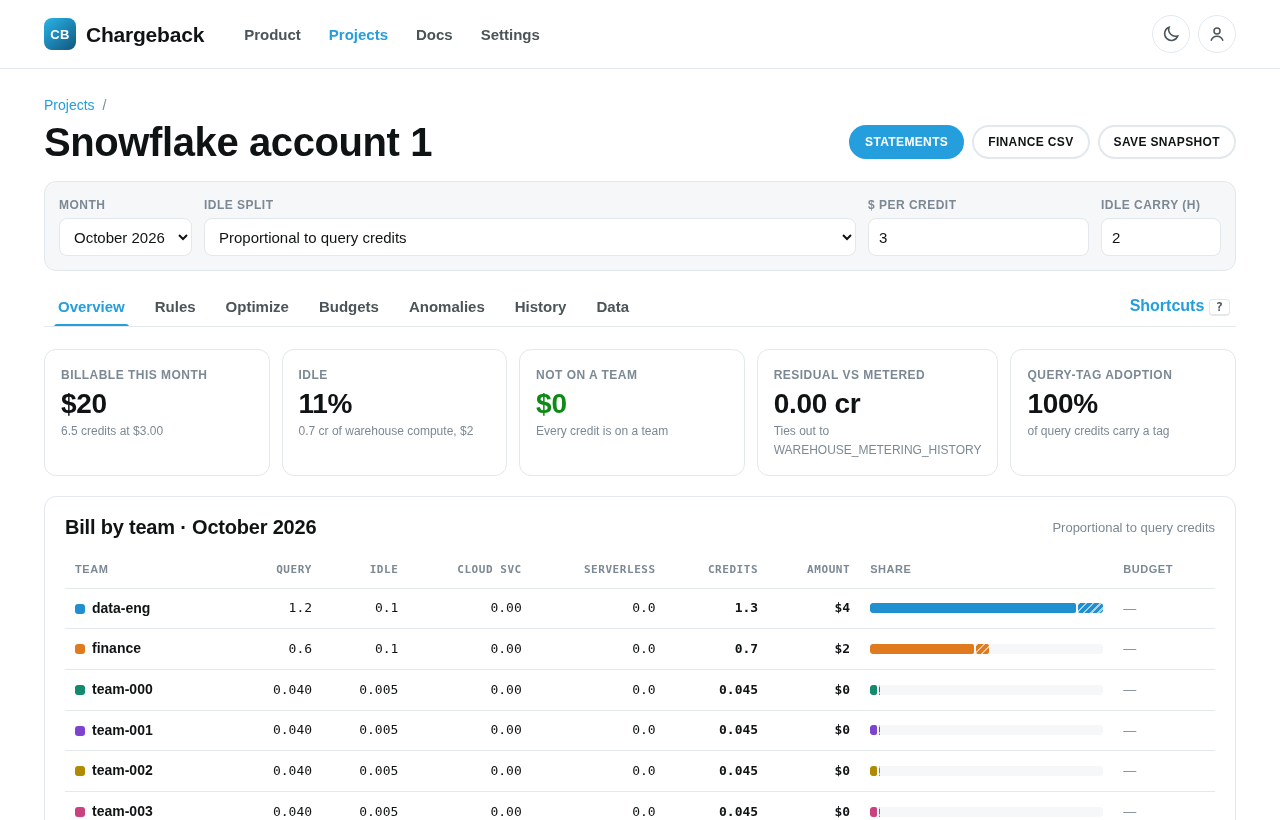 CB Chargeback Product Projects Docs Settings
Projects /
Snowflake account 1
STATEMENTS FINANCE CSV SAVE SNAPSHOT
MONTH IDLE SPLIT $ PER CREDIT IDLE CARRY (H)
October 2026 Proportional to query credits 3 2
Overview Rules Optimize Budgets Anomalies History Data Shortcuts ?
BILLABLE THIS MONTH IDLE NOT ON A TEAM RESIDUAL VS METERED QUERY-TAG ADOPTION
$20 11% $0 0.00 cr 100%
6.5 credits at $3.00 0.7 cr of warehouse compute, $2 Every credit is on a team Ties out to of query credits carry a tag
WAREHOUSE_METERING_HISTORY
Bill by team · October 2026 Proportional to query credits
TEAM QUERY IDLE CLOUD SVC SERVERLESS CREDITS AMOUNT SHARE BUDGET
data-eng 1.2 0.1 0.00 0.0 1.3 $4 —
finance 0.6 0.1 0.00 0.0 0.7 $2 —
team-000 0.040 0.005 0.00 0.0 0.045 $0 —
team-001 0.040 0.005 0.00 0.0 0.045 $0 —
team-002 0.040 0.005 0.00 0.0 0.045 $0 —
team-003 0.040 0.005 0.00 0.0 0.045 $0 —